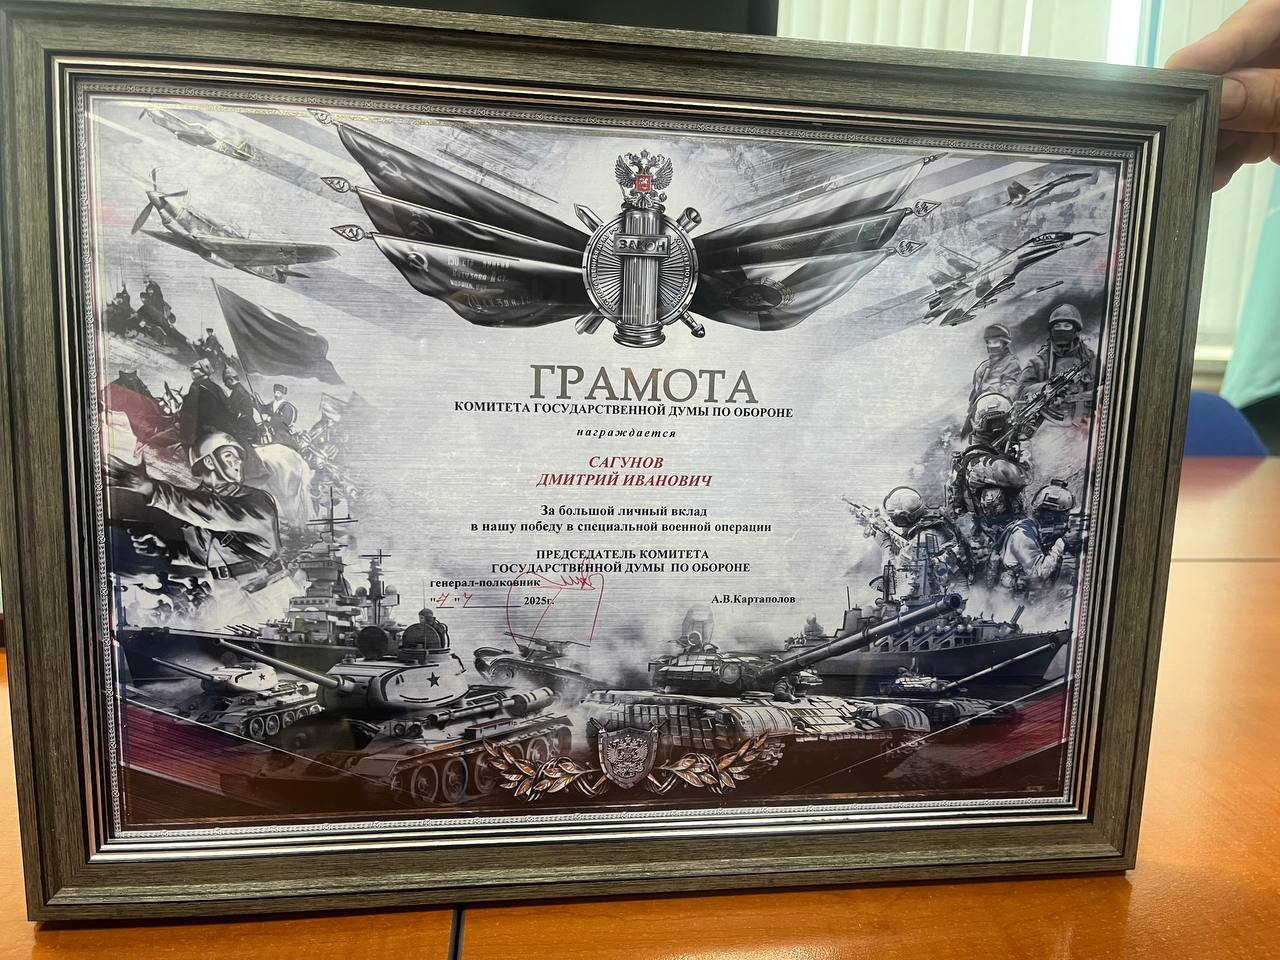 ЗАКОН
ГРАМОТА
КОМИТЕТА ГОСУДАРСТВЕННОЙ ДУМЫ ПО ОБОРОНЕ
награждается
САГУНОВ
ДМИТРИЙ ИВАНОВИЧ
За большой личный вклад
в нашу победу в специальной военной операции
ПРЕДСЕДАТЕЛЬ КОМИТЕТА
ГОСУДАРСТВЕННОЙ ДУМЫ ПО ОБОРОНЕ
генерал-полковник
"7" 7 2025г. А.В.Картаполов